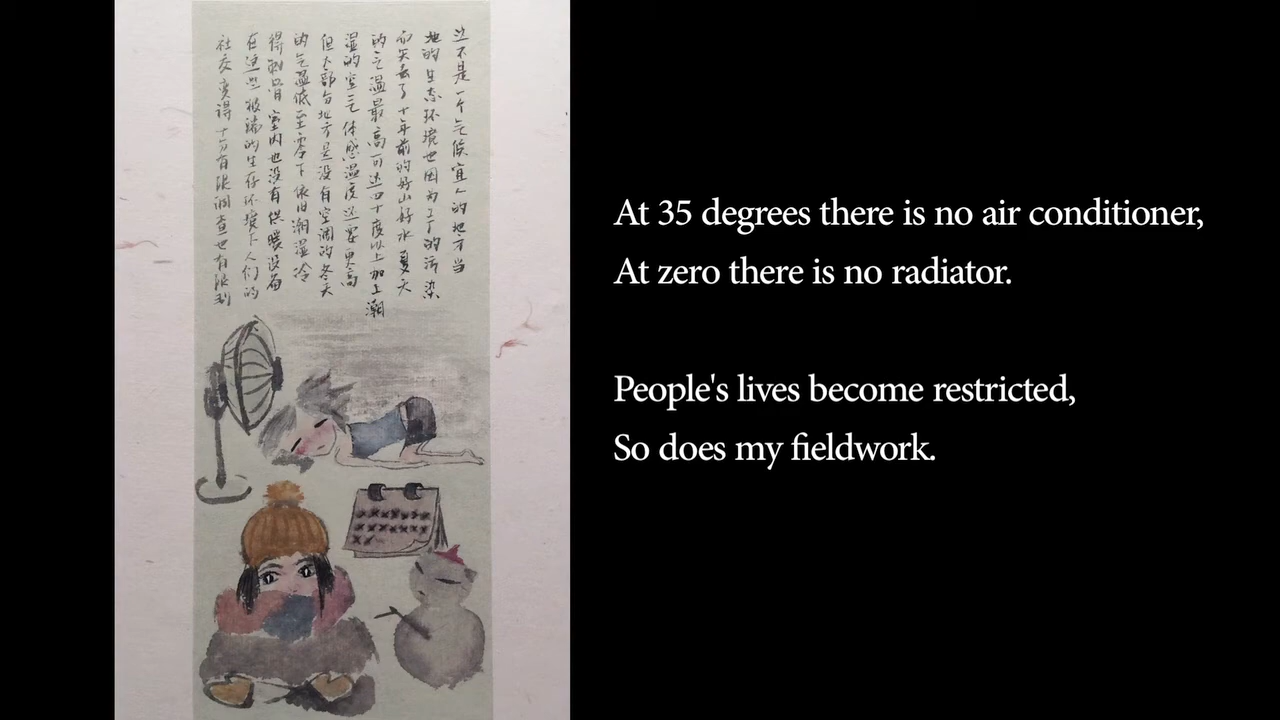 这不是一个气候宜人的地方当
地的生态环境也因为工厂的污染
而失去了十年前的好山好水 夏天
的气温最高可达四十度以上加上潮
湿的空气体感温度还要更高
但大部分地方是没有空调的冬天
的气温低至零下依旧潮湿冷
得刺骨 室内也没有供暖设备
在这些极端的生存环境下人们的
社交变得十分有限调查也有限制
At 35 degrees there is no air conditioner,
At zero there is no radiator.
People's lives become restricted,
So does my fieldwork.